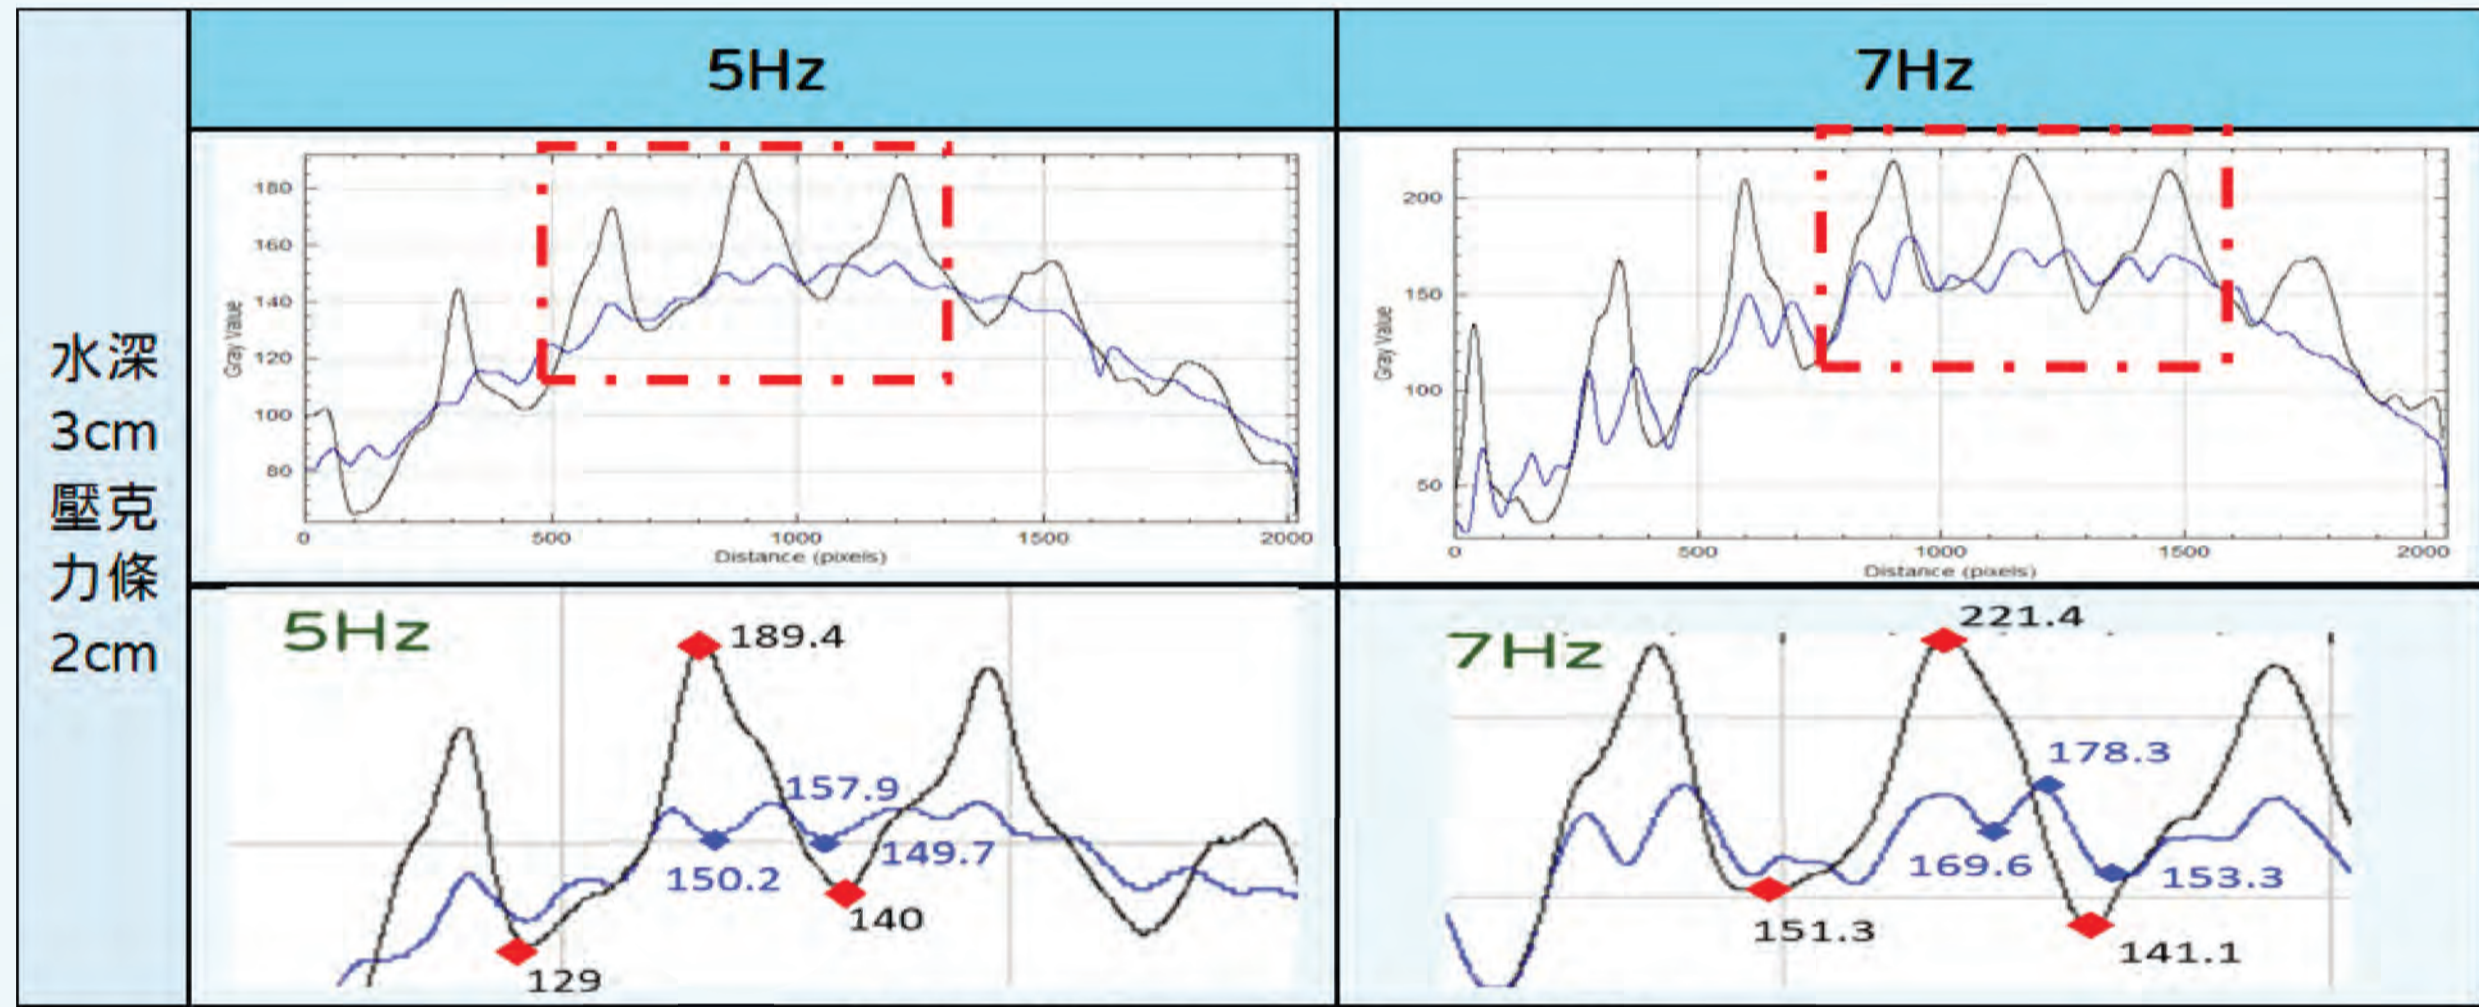 5Hz
7Hz
水深
3cm
壓克
力條
2cm
180
160
140
120
100
80
Gray Value
0
500
1000
1500
2000
Distance (pixels)
200
150
100
50
Gray Value
0
500
1000
1500
2000
Distance (pixels)
5Hz
189.4
157.9
149.7
150.2
140
129
7Hz
221.4
178.3
169.6
153.3
151.3
141.1